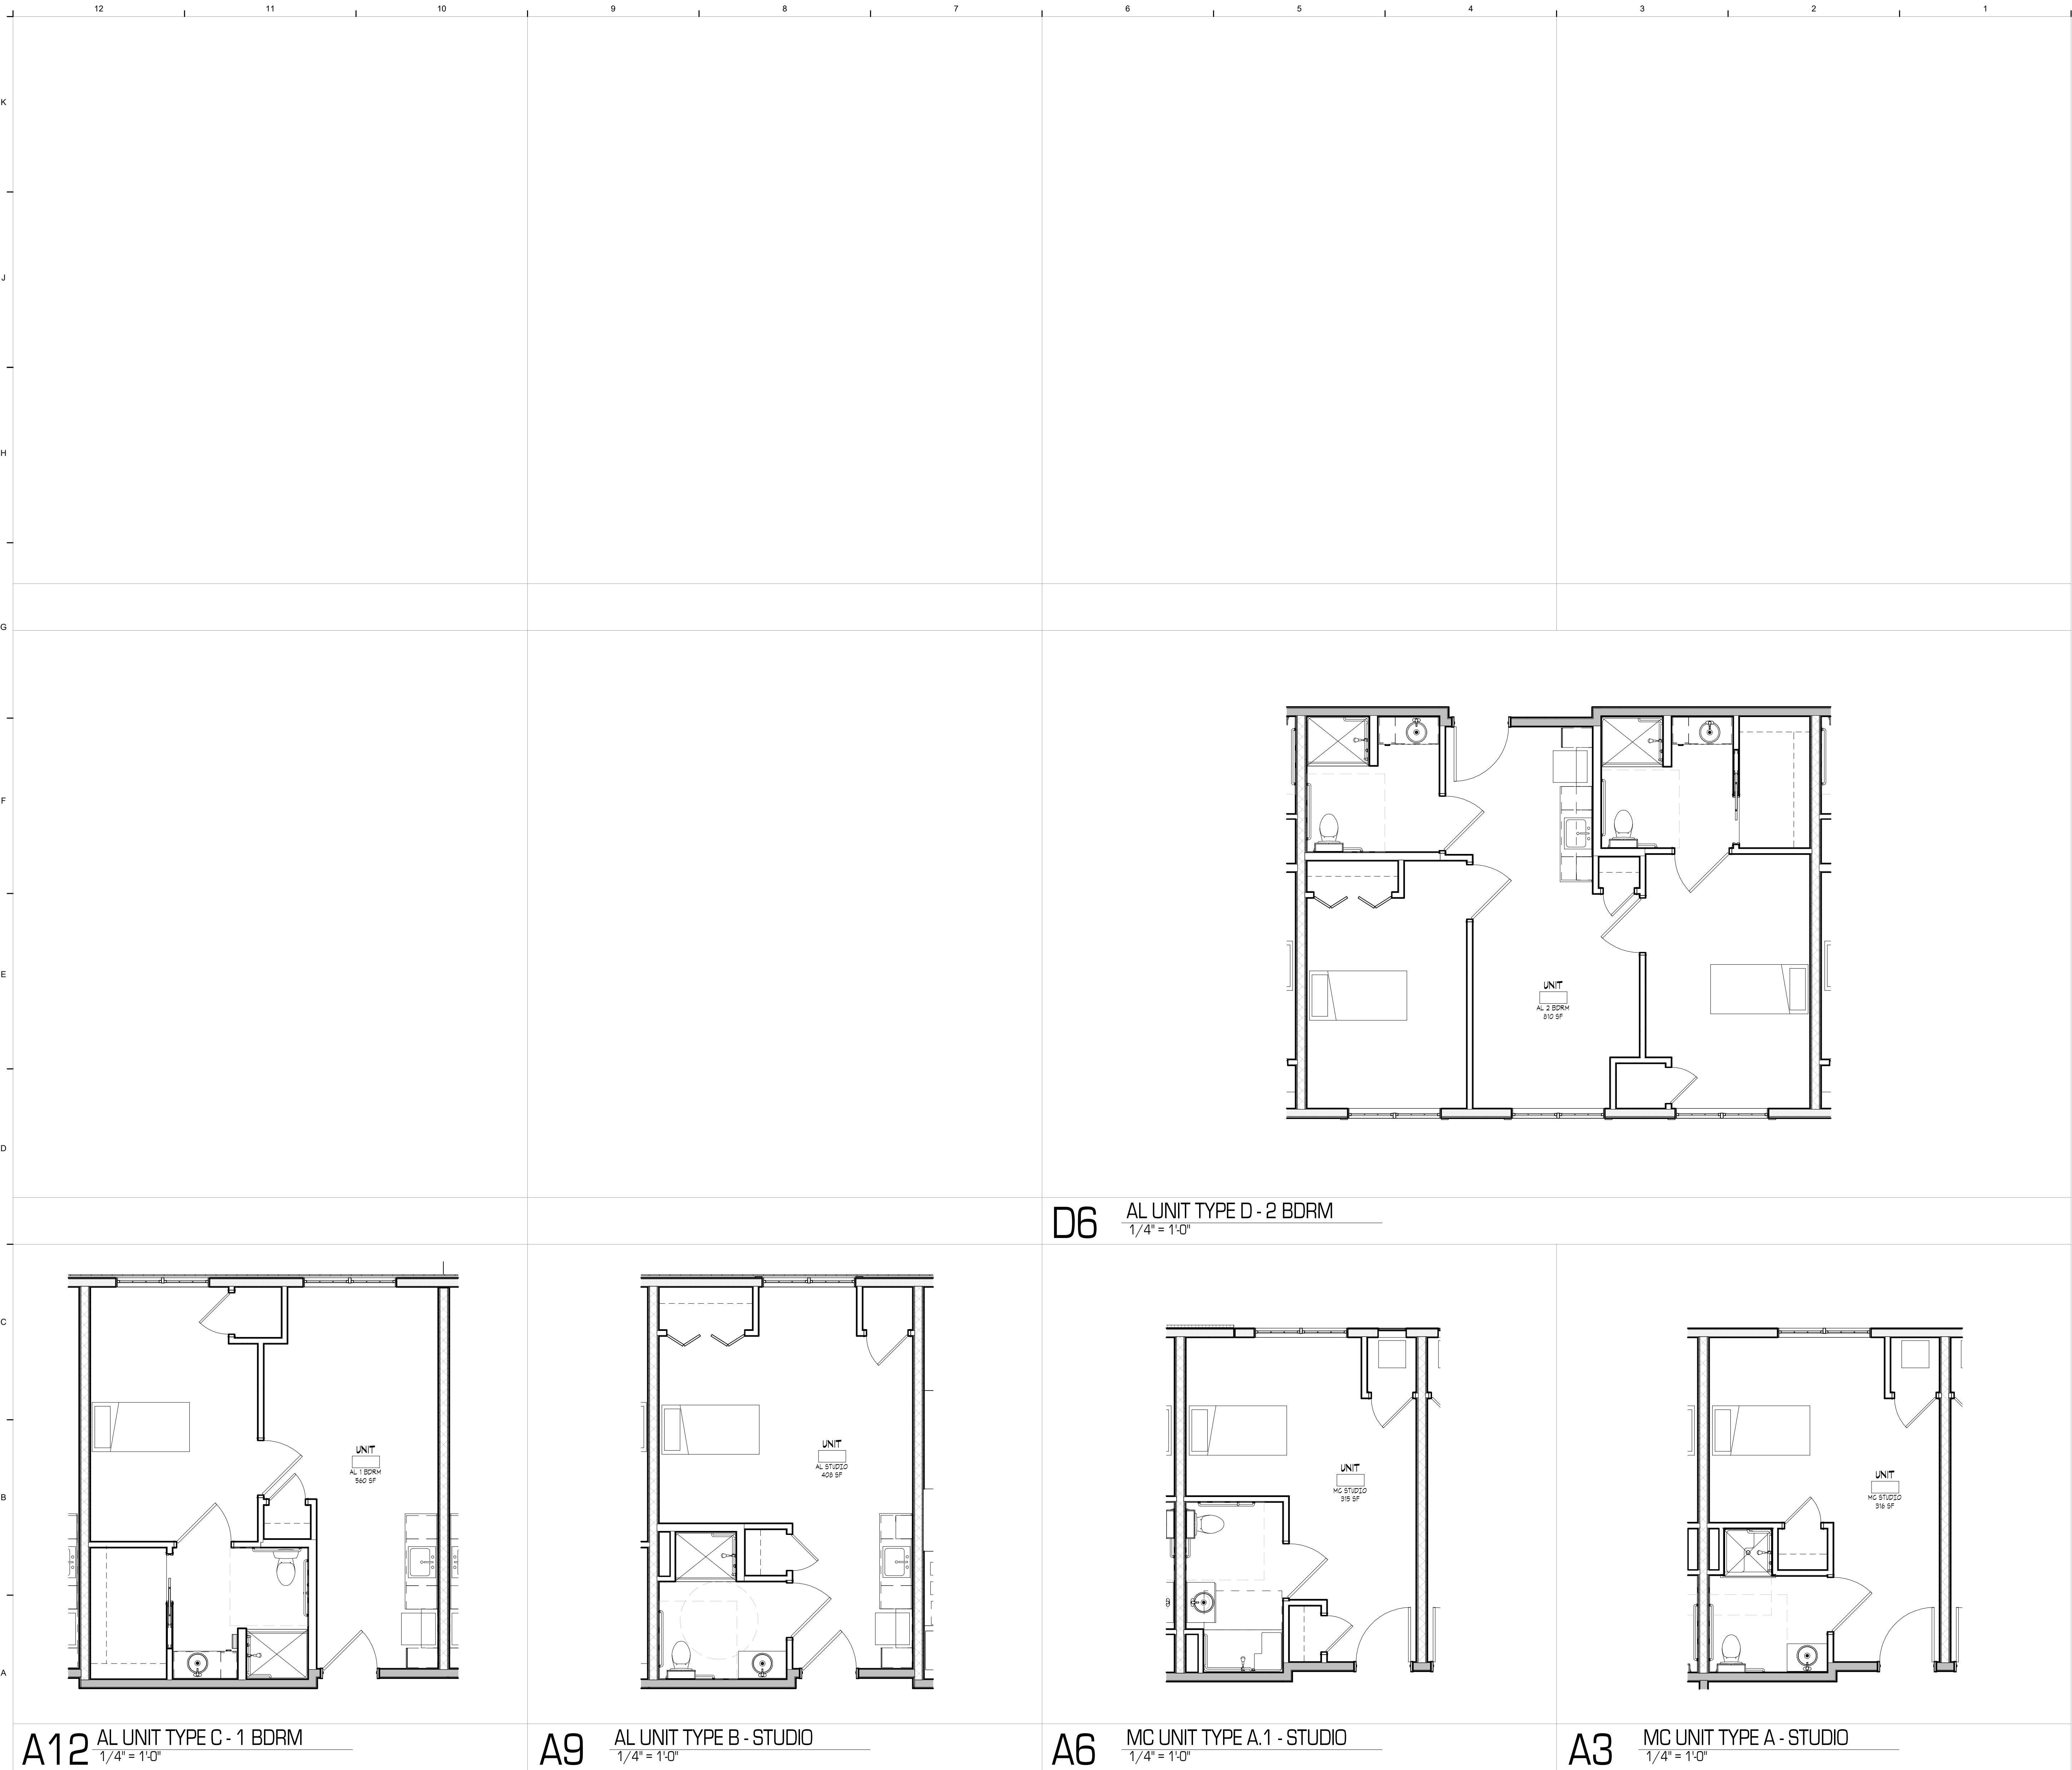 12 11 10 9 8 7 6 5 4 3 2 1
K
J
H
G
F
E
D
C
B
A
UNIT
AL 2 BDRM
810 SF
D6 AL UNIT TYPE D - 2 BDRM
1/4" = 1'-0"
UNIT
AL 1 BDRM
560 SF
A12 AL UNIT TYPE C - 1 BDRM
1/4" = 1'-0"
UNIT
AL STUDIO
408 SF
A9 AL UNIT TYPE B - STUDIO
1/4" = 1'-0"
UNIT
MC STUDIO
315 SF
A6 MC UNIT TYPE A.1 - STUDIO
1/4" = 1'-0"
UNIT
MC STUDIO
316 SF
A3 MC UNIT TYPE A - STUDIO
1/4" = 1'-0"